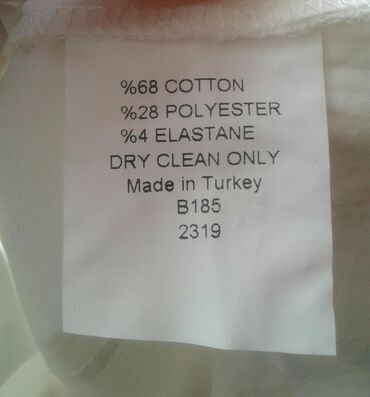 %68 COTTON
%28 POLYESTER
%4 ELASTANE
DRY CLEAN ONLY
Made in Turkey
B185
2319